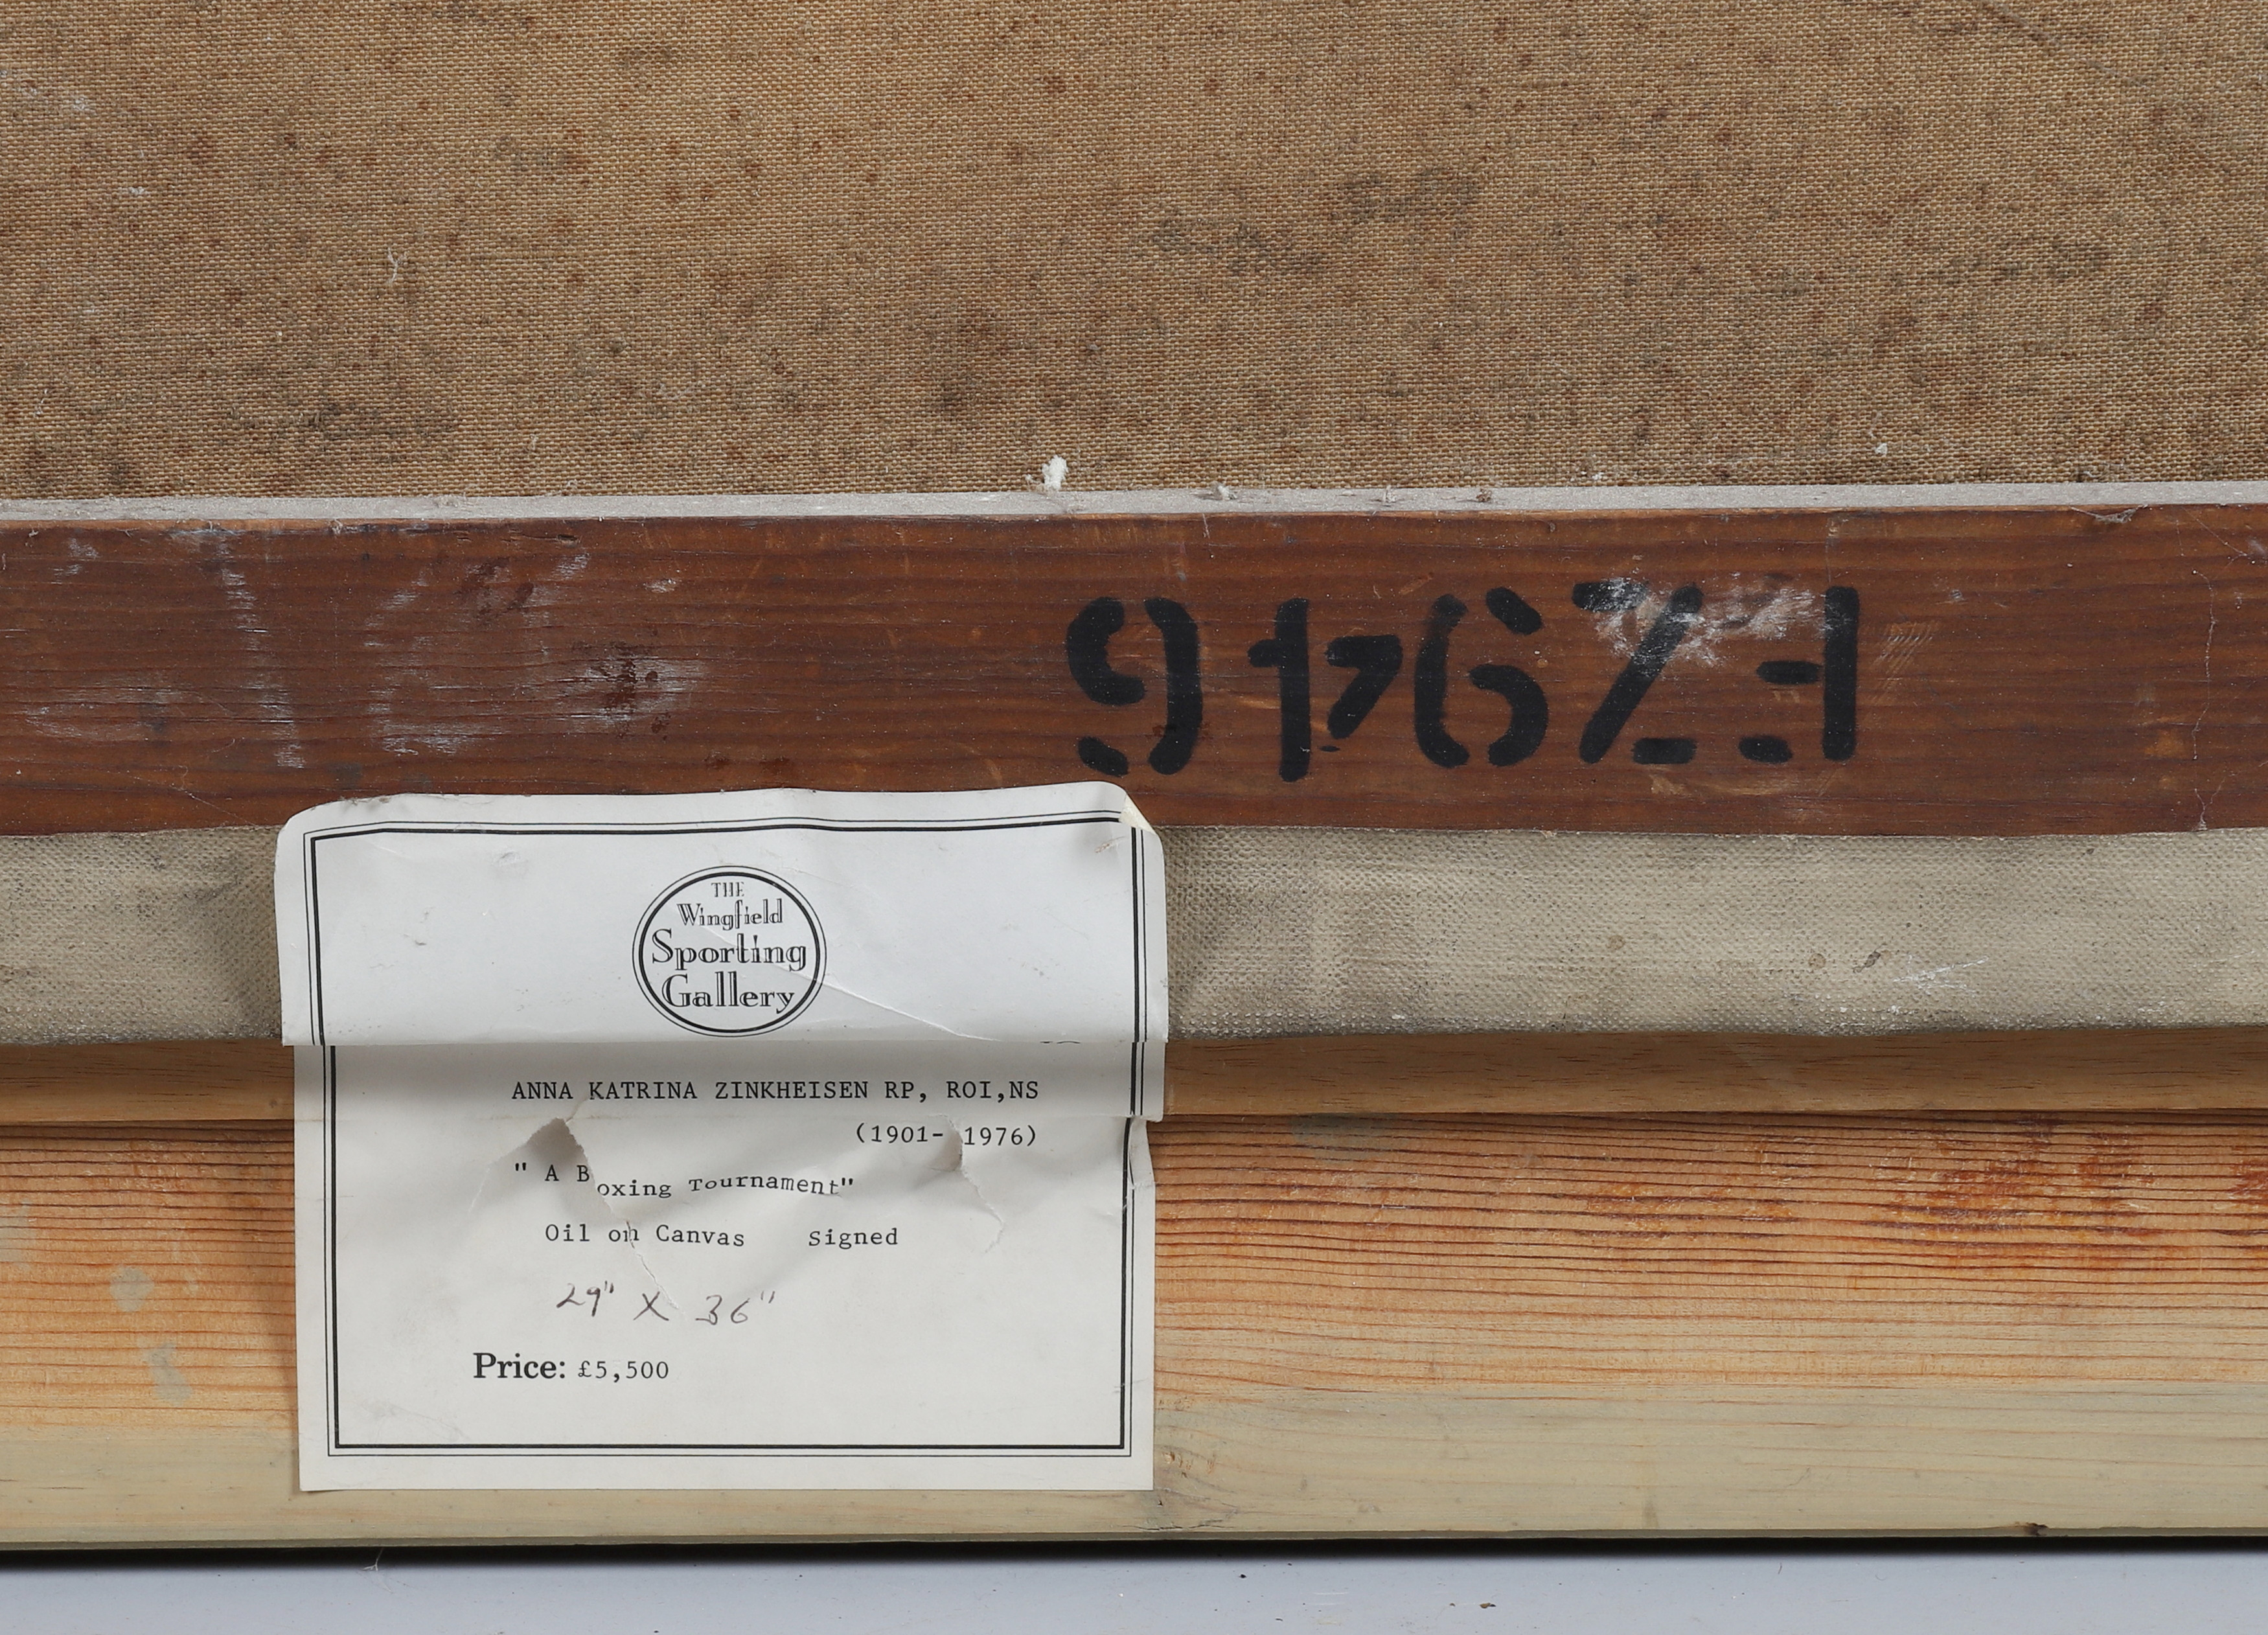 FZ946
THE
Wingfield
Sporting
Gallery
ANNA KATRINA ZINKHEISEN RP, ROI,NS
(1901- 1976)
" A Boxing Tournament"
Oil on Canvas Signed
29" X 36"
Price: £5,500